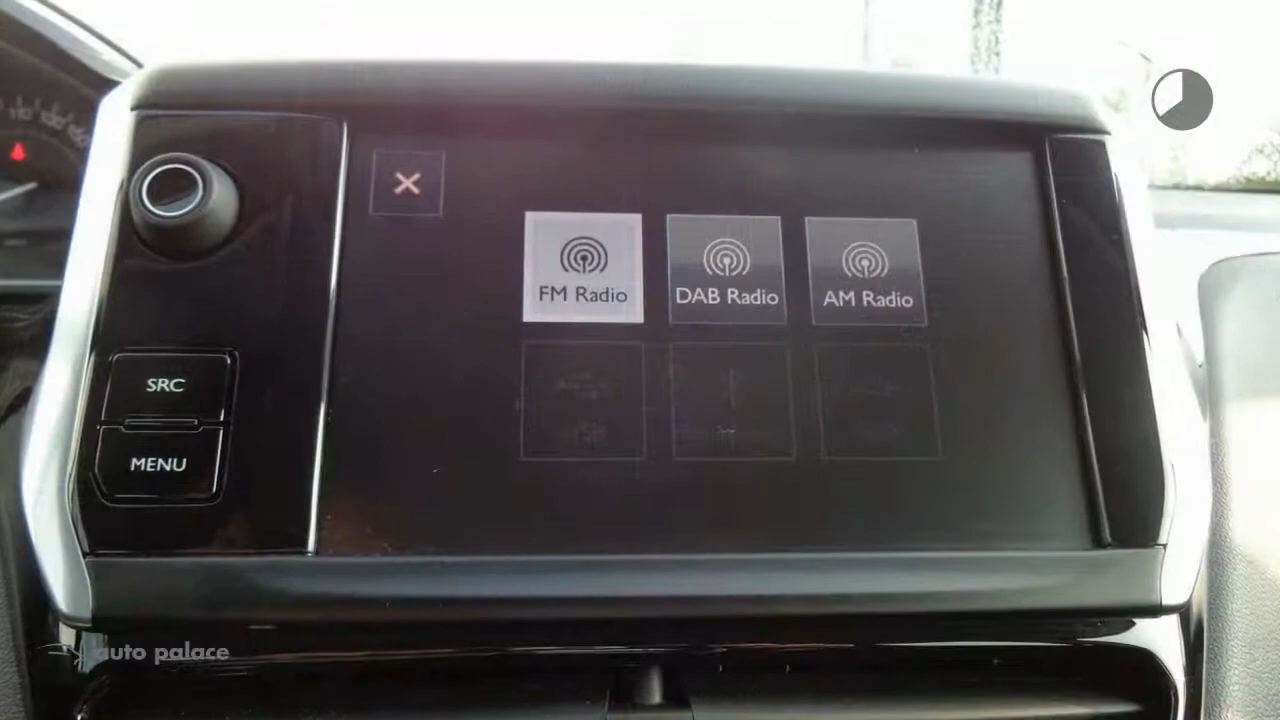 FM Radio
DAB Radio
AM Radio
SRC
MENU
auto palace